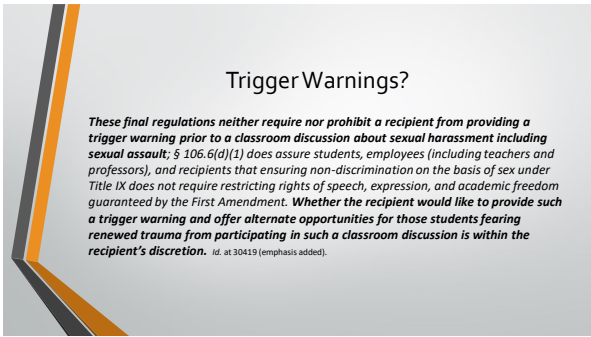 Trigger Warnings?
These final regulations neither require nor prohibit a recipient from providing a
trigger warning prior to a classroom discussion about sexual harassment including
sexual assault; § 106.6(d)(1) does assure students, employees (including teachers and
professors), and recipients that ensuring non-discrimination on the basis of sex under
Title IX does not require restricting rights of speech, expression, and academic freedom
guaranteed by the First Amendment. Whether the recipient would like to provide such
a trigger warning and offer alternate opportunities for those students fearing
renewed trauma from participating in such a classroom discussion is within the
recipient's discretion. Id. at 30419 (emphasis added).